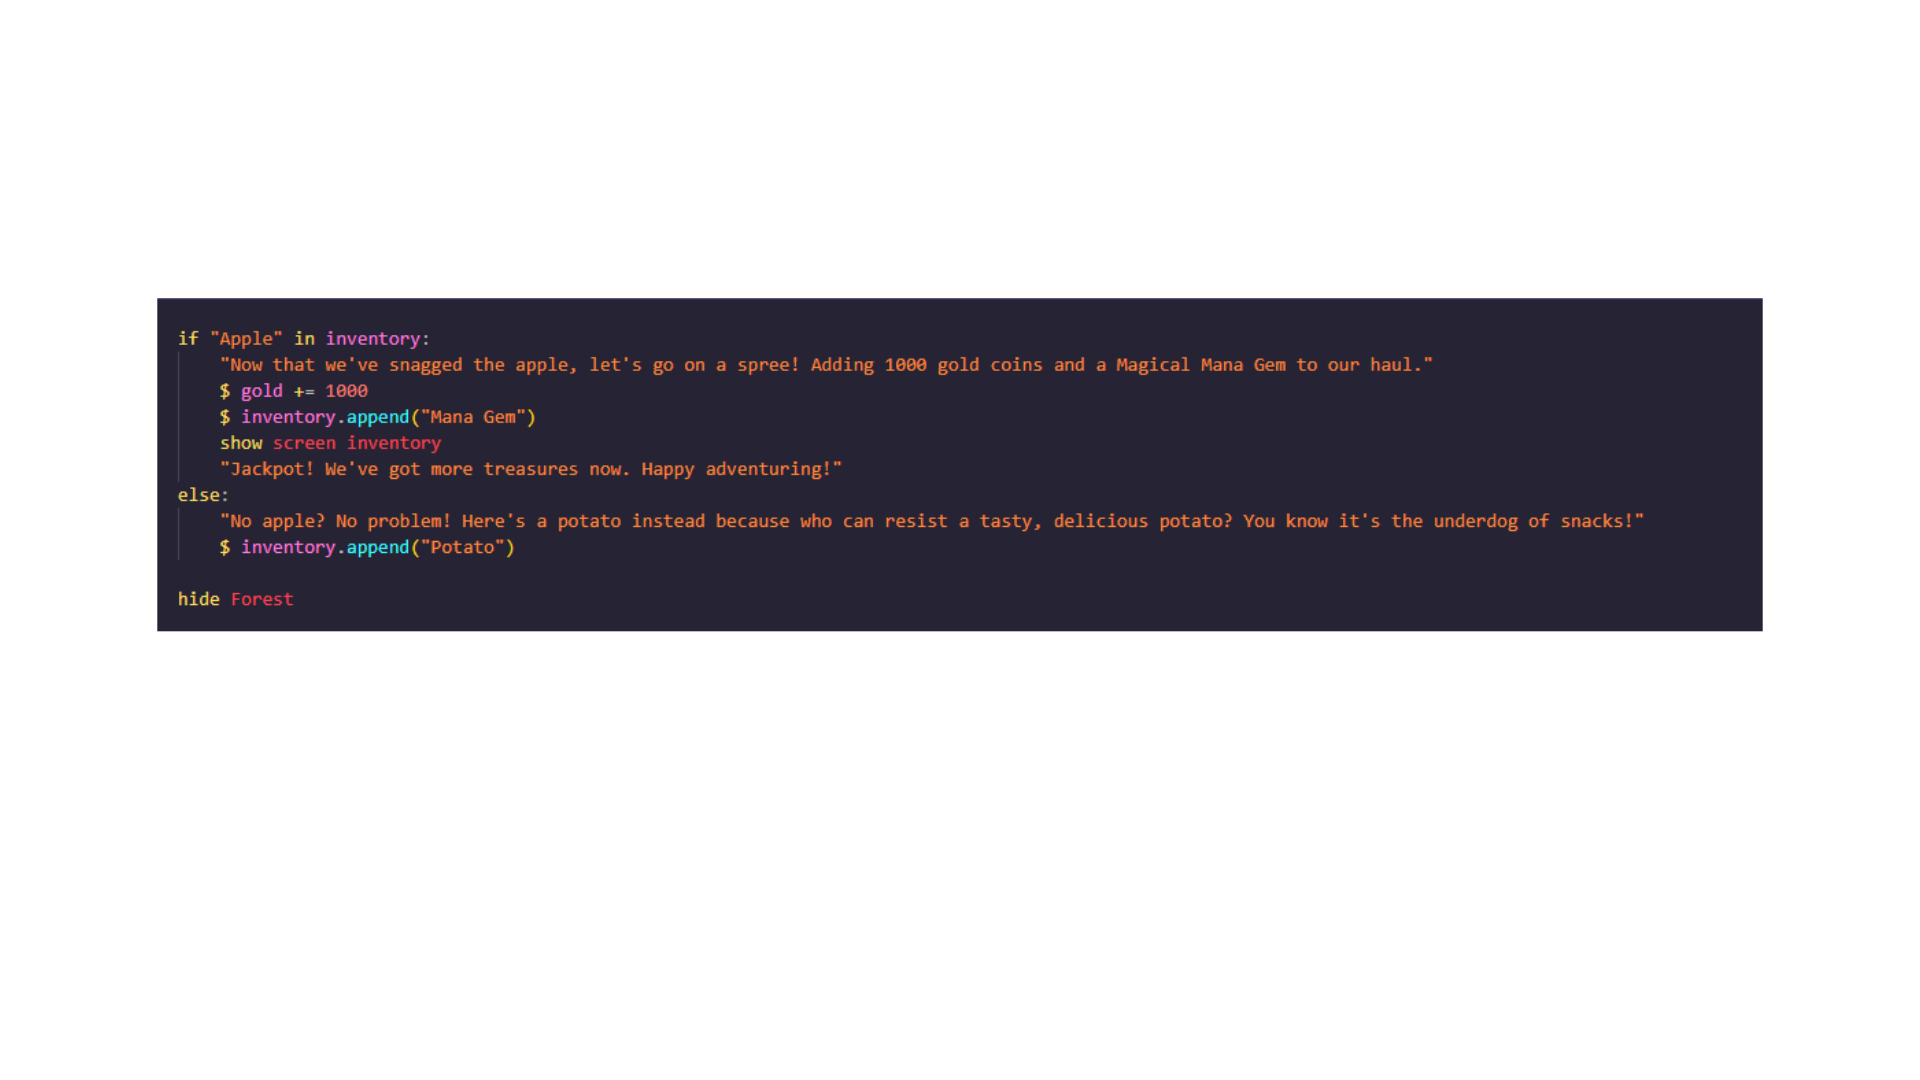 if "Apple" in inventory:
    "Now that we've snagged the apple, let's go on a spree! Adding 1000 gold coins and a Magical Mana Gem to our haul."
    $ gold += 1000
    $ inventory.append("Mana Gem")
    show screen inventory
    "Jackpot! We've got more treasures now. Happy adventuring!"
else:
    "No apple? No problem! Here's a potato instead because who can resist a tasty, delicious potato? You know it's the underdog of snacks!"
    $ inventory.append("Potato")
hide Forest